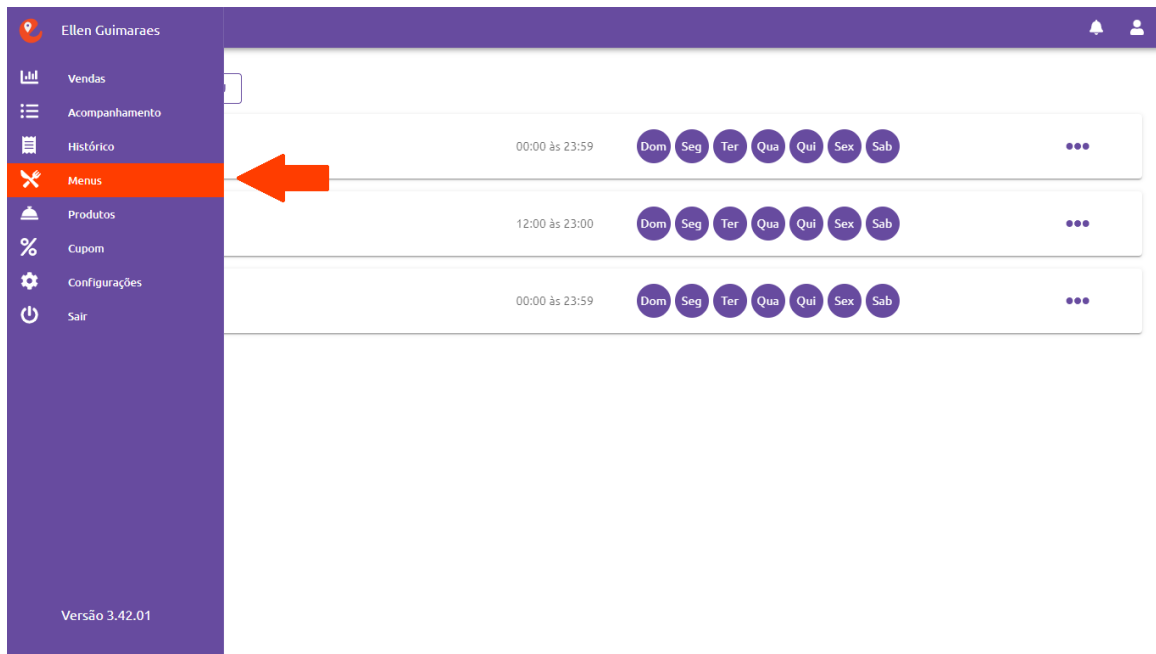 Ellen Guimaraes
Vendas
Acompanhamento
Histórico
Menus
Produtos
Cupom
Configurações
Sair
Versão 3.42.01
00:00 às 23:59 Dom Seg Ter Qua Qui Sex Sab
12:00 às 23:00 Dom Seg Ter Qua Qui Sex Sab
00:00 às 23:59 Dom Seg Ter Qua Qui Sex Sab